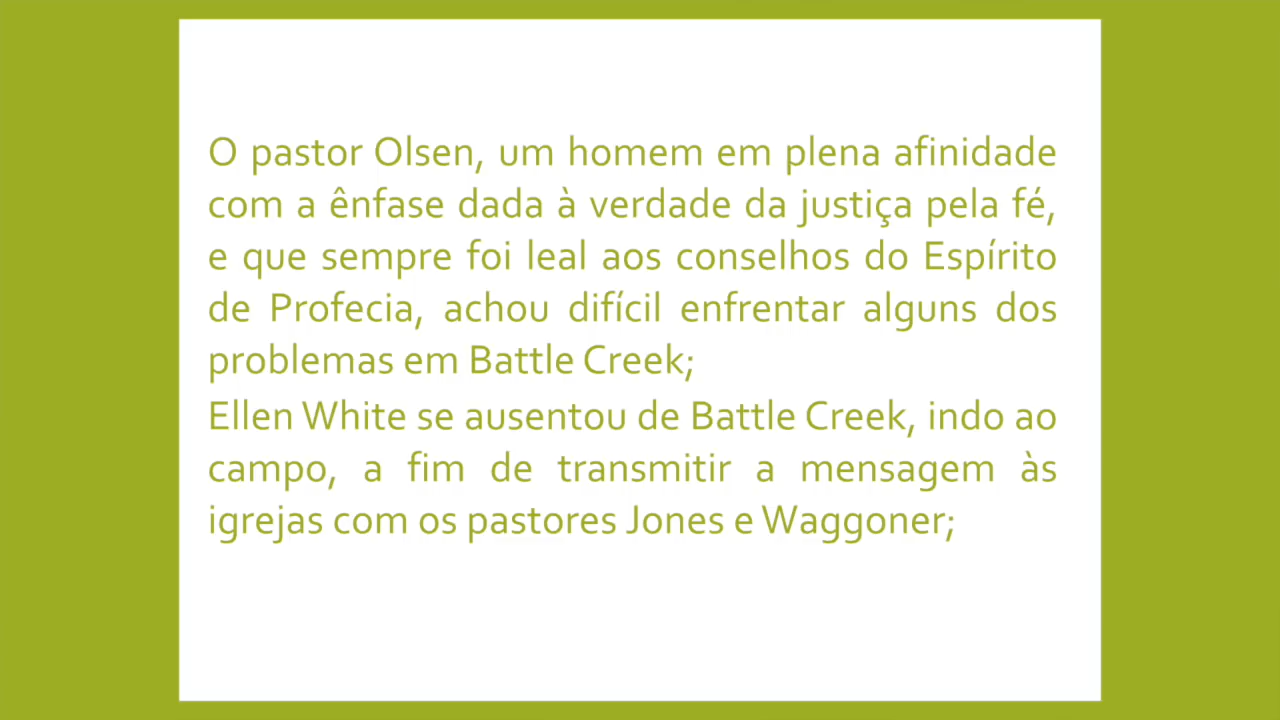 O pastor Olsen, um homem em plena afinidade
com a ênfase dada à verdade da justiça pela fé,
e que sempre foi leal aos conselhos do Espírito
de Profecia, achou difícil enfrentar alguns dos
problemas em Battle Creek;
Ellen White se ausentou de Battle Creek, indo ao
campo, a fim de transmitir a mensagem às
igrejas com os pastores Jones e Waggoner;